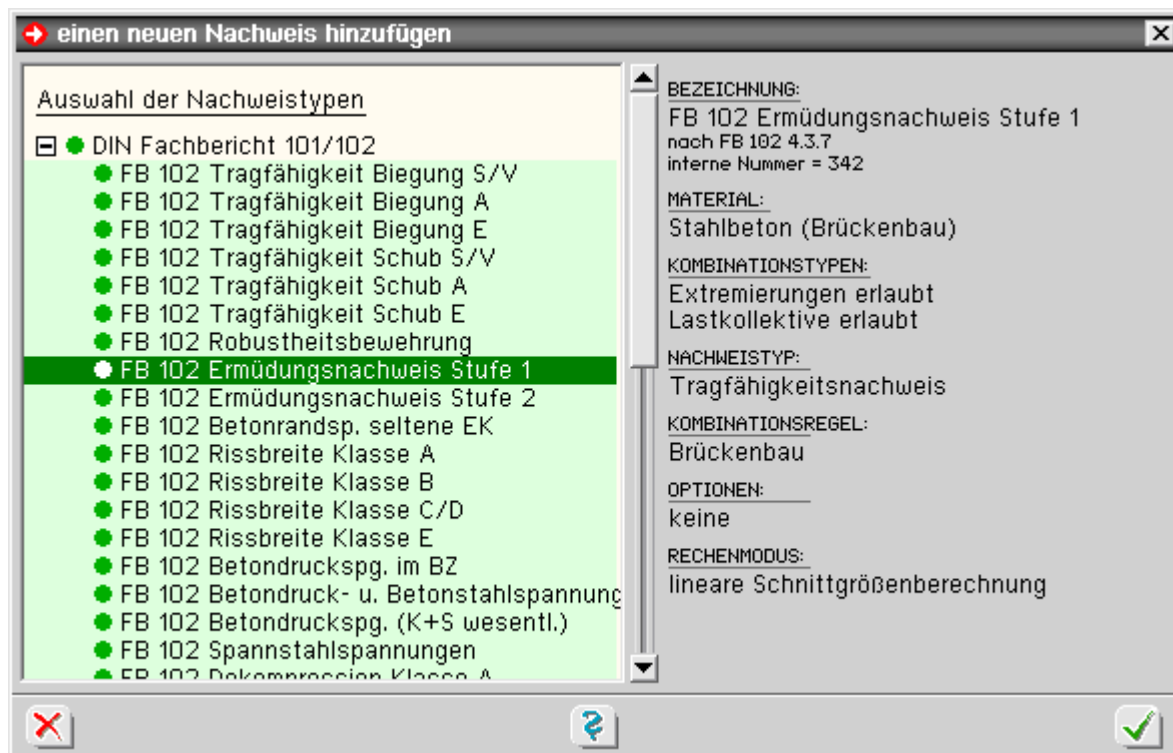 einen neuen Nachweis hinzufügen
Auswahl der Nachweistypen
DIN Fachbericht 101/102
FB 102 Tragfähigkeit Biegung S/V
FB 102 Tragfähigkeit Biegung A
FB 102 Tragfähigkeit Biegung E
FB 102 Tragfähigkeit Schub S/V
FB 102 Tragfähigkeit Schub A
FB 102 Tragfähigkeit Schub E
FB 102 Robustheitsbewehrung
FB 102 Ermüdungsnachweis Stufe 1
FB 102 Ermüdungsnachweis Stufe 2
FB 102 Betonrandsp. seltene EK
FB 102 Rissbreite Klasse A
FB 102 Rissbreite Klasse B
FB 102 Rissbreite Klasse C/D
FB 102 Rissbreite Klasse E
FB 102 Betondruckspg. im BZ
FB 102 Betondruck- u. Betonstahlspannung
FB 102 Betondruckspg. (K+S wesentl.)
FB 102 Spannstahlspannungen
FB 102 Dekompression Klasse A
BEZEICHNUNG:
FB 102 Ermüdungsnachweis Stufe 1
nach FB 102 4.3.7
interne Nummer = 342
MATERIAL:
Stahlbeton (Brückenbau)
KOMBINATIONSTYPEN:
Extremierungen erlaubt
Lastkollektive erlaubt
NACHWEISTYP:
Tragfähigkeitsnachweis
KOMBINATIONSREGEL:
Brückenbau
OPTIONEN:
keine
RECHENMODUS:
lineare Schnittgrößenberechnung